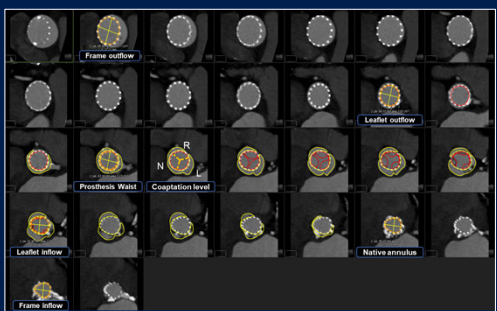 Frame outflow
Leaflet outflow
R
N
L
Prosthesis Waist
Coaptation level
Leaflet inflow
Native annulus
Frame inflow